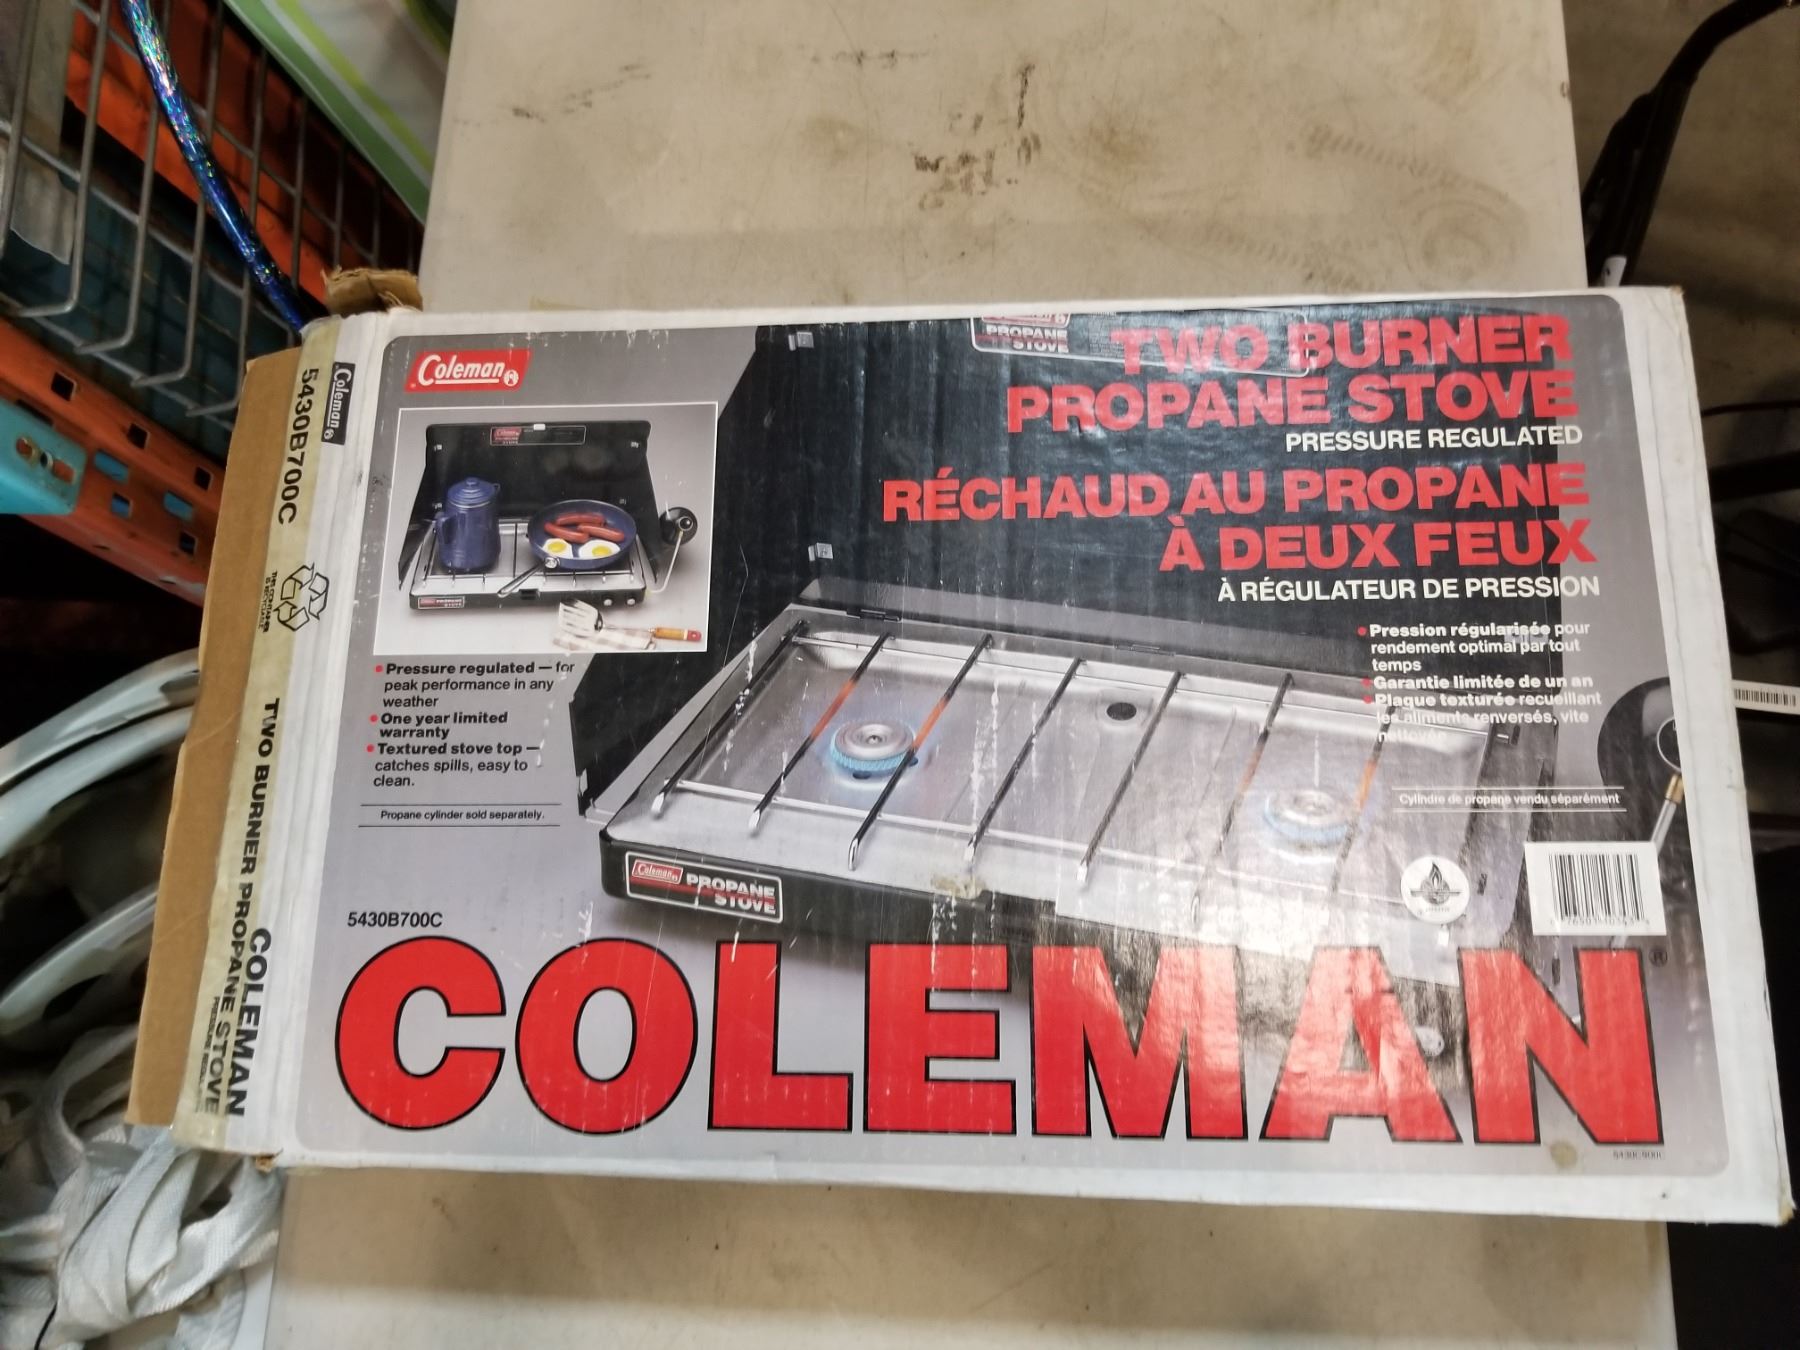 Coleman
PROPANE
STOVE
TWO BURNER
PROPANE STOVE
PRESSURE REGULATED
RÉCHAUD AU PROPANE
À DEUX FEUX
À RÉGULATEUR DE PRESSION
• Pressure regulated — for
peak performance in any
weather
• One year limited
warranty
• Textured stove top —
catches spills, easy to
clean.
Propane cylinder sold separately.
• Pression régularisée pour
rendement optimal par tout
temps
• Garantie limitée de un an
• Plaque texturée recueillant
les aliments renversés, vite
nettoyée
Cylindre de propane vendu séparément
Coleman
PROPANE
STOVE
5430B700C
COLEMAN
®
Coleman
5430B700C
COLEMAN
TWO BURNER PROPANE STOVE